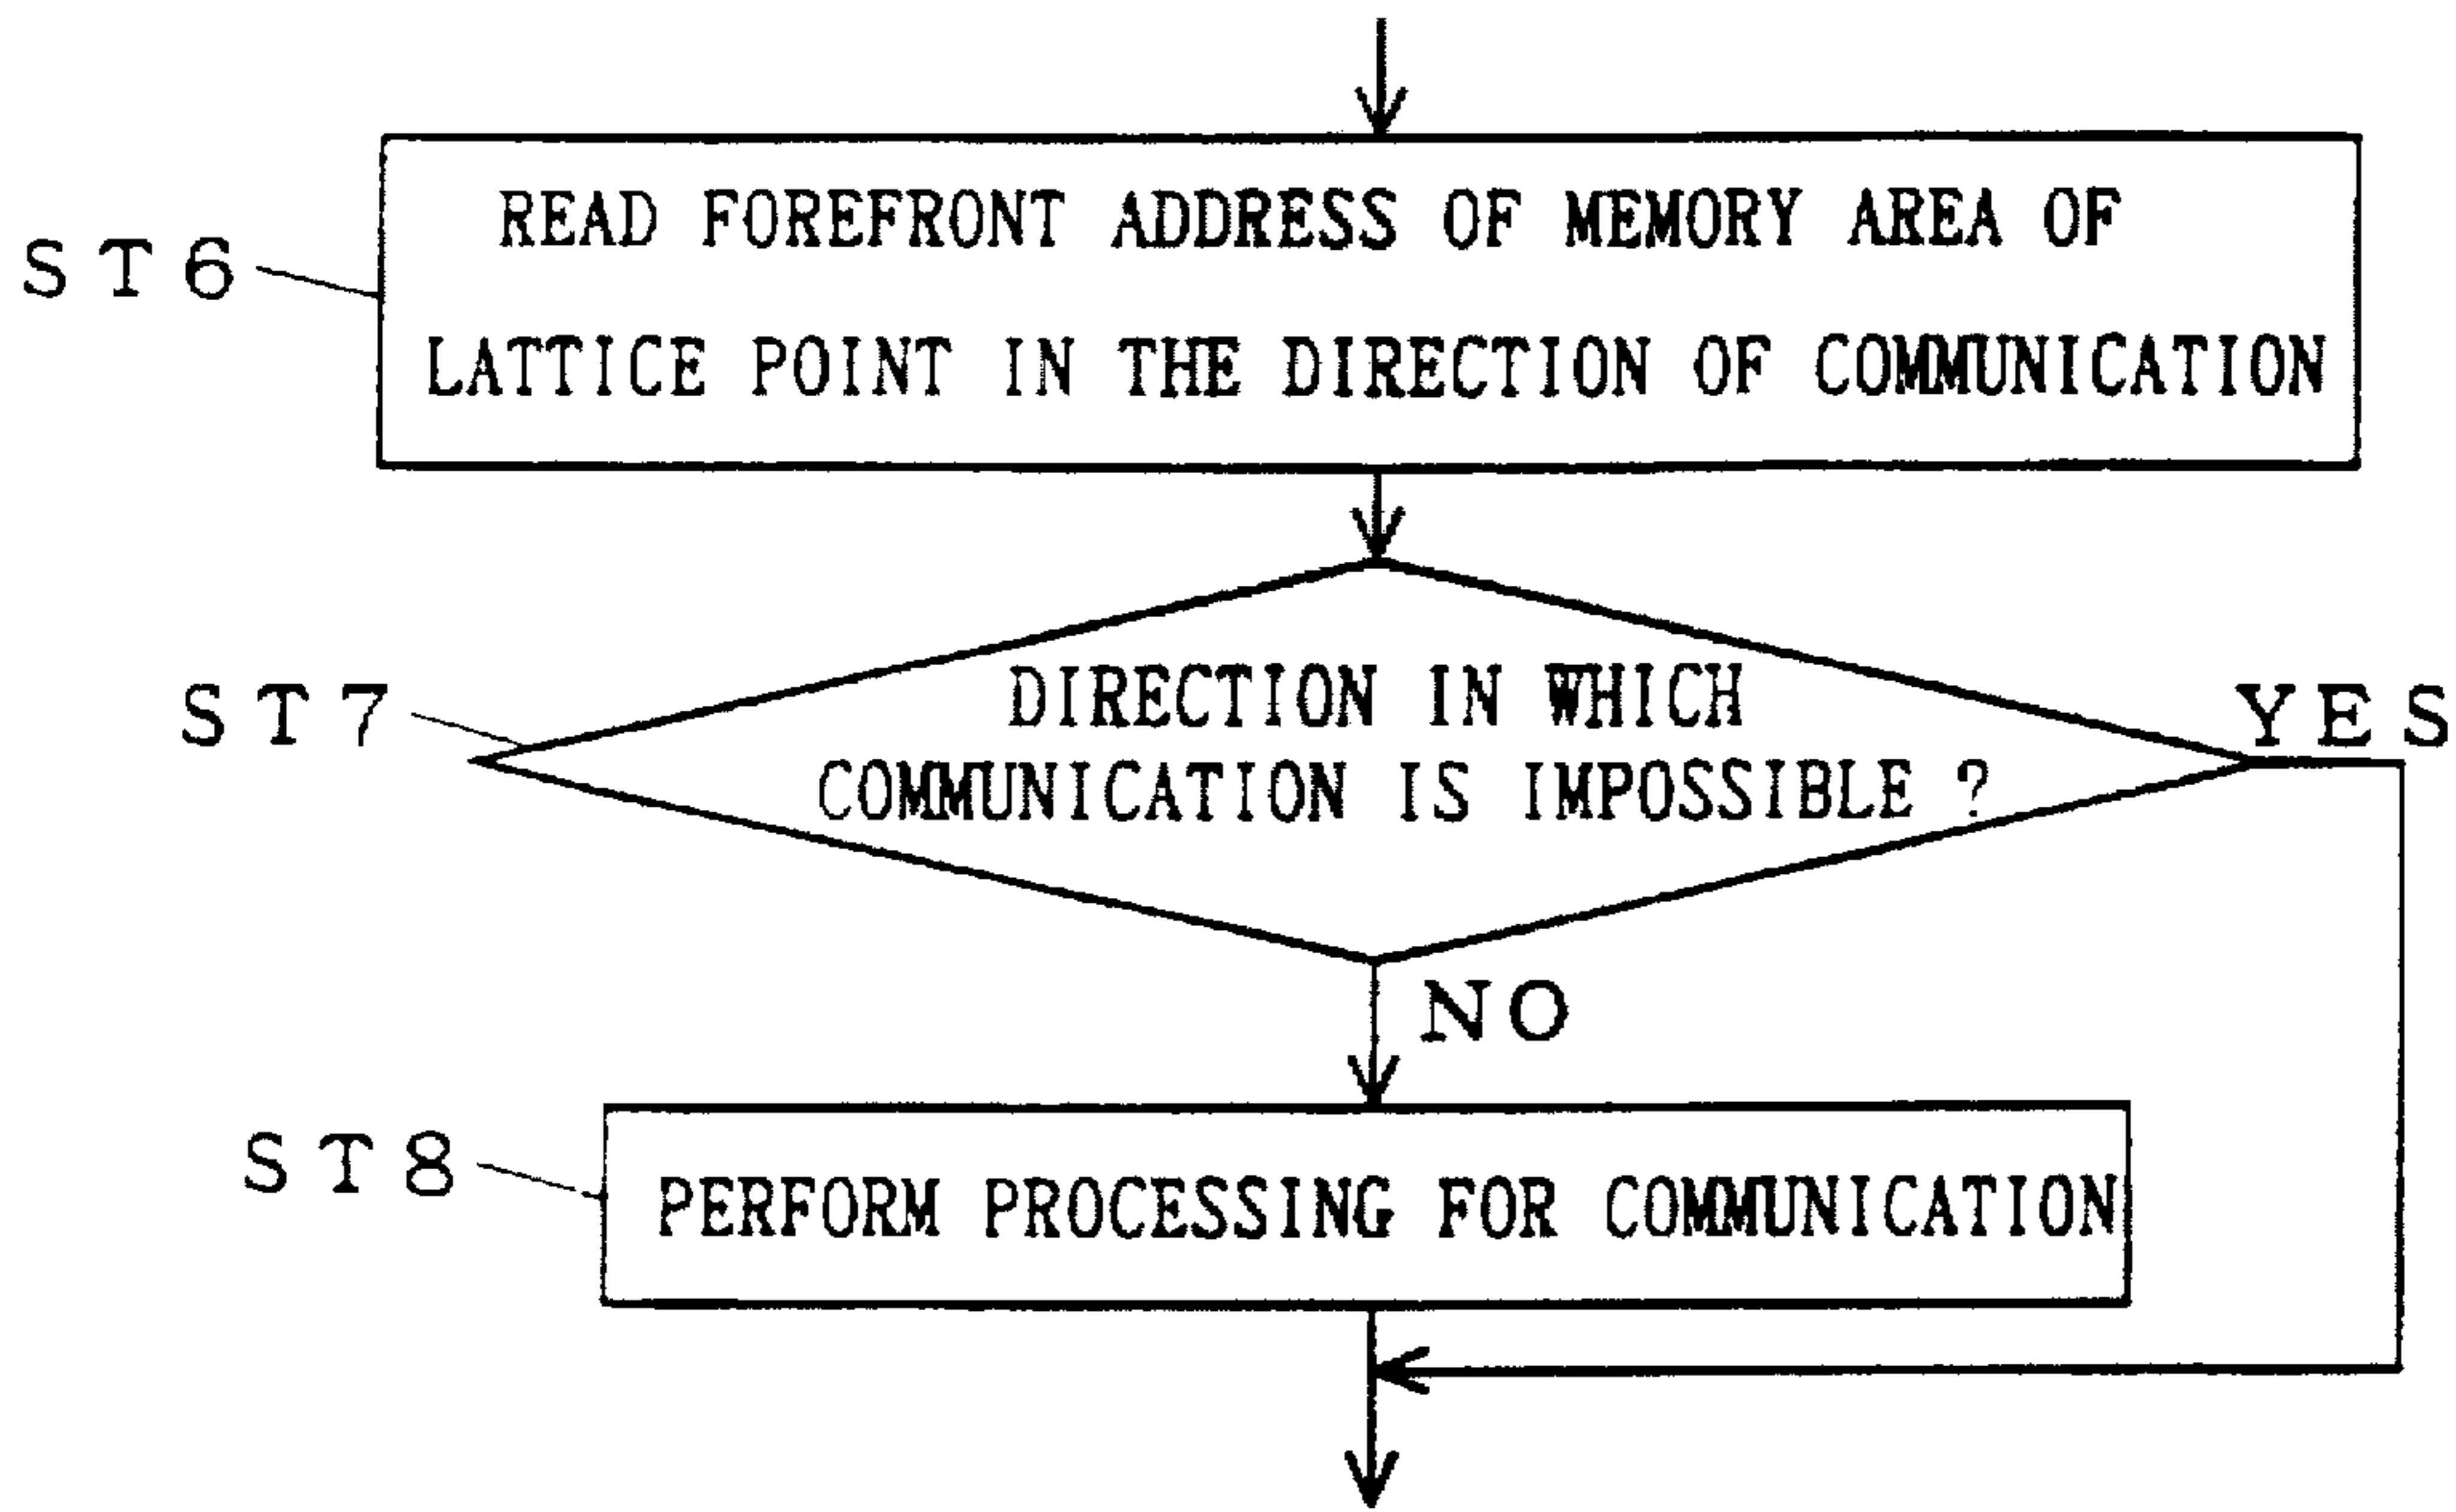 READ FOREFRONT ADDRESS OF MEMORY AREA OF
ST6
LATTICE POINT IN THE DIRECTION OF COMMUNICATION
DIRECTION IN WHICH
ST7
YES
COMMUNICATION IS IMPOSSIBLE ?
NO
ST8
PERFORM PROCESSING FOR COMMUNICATION